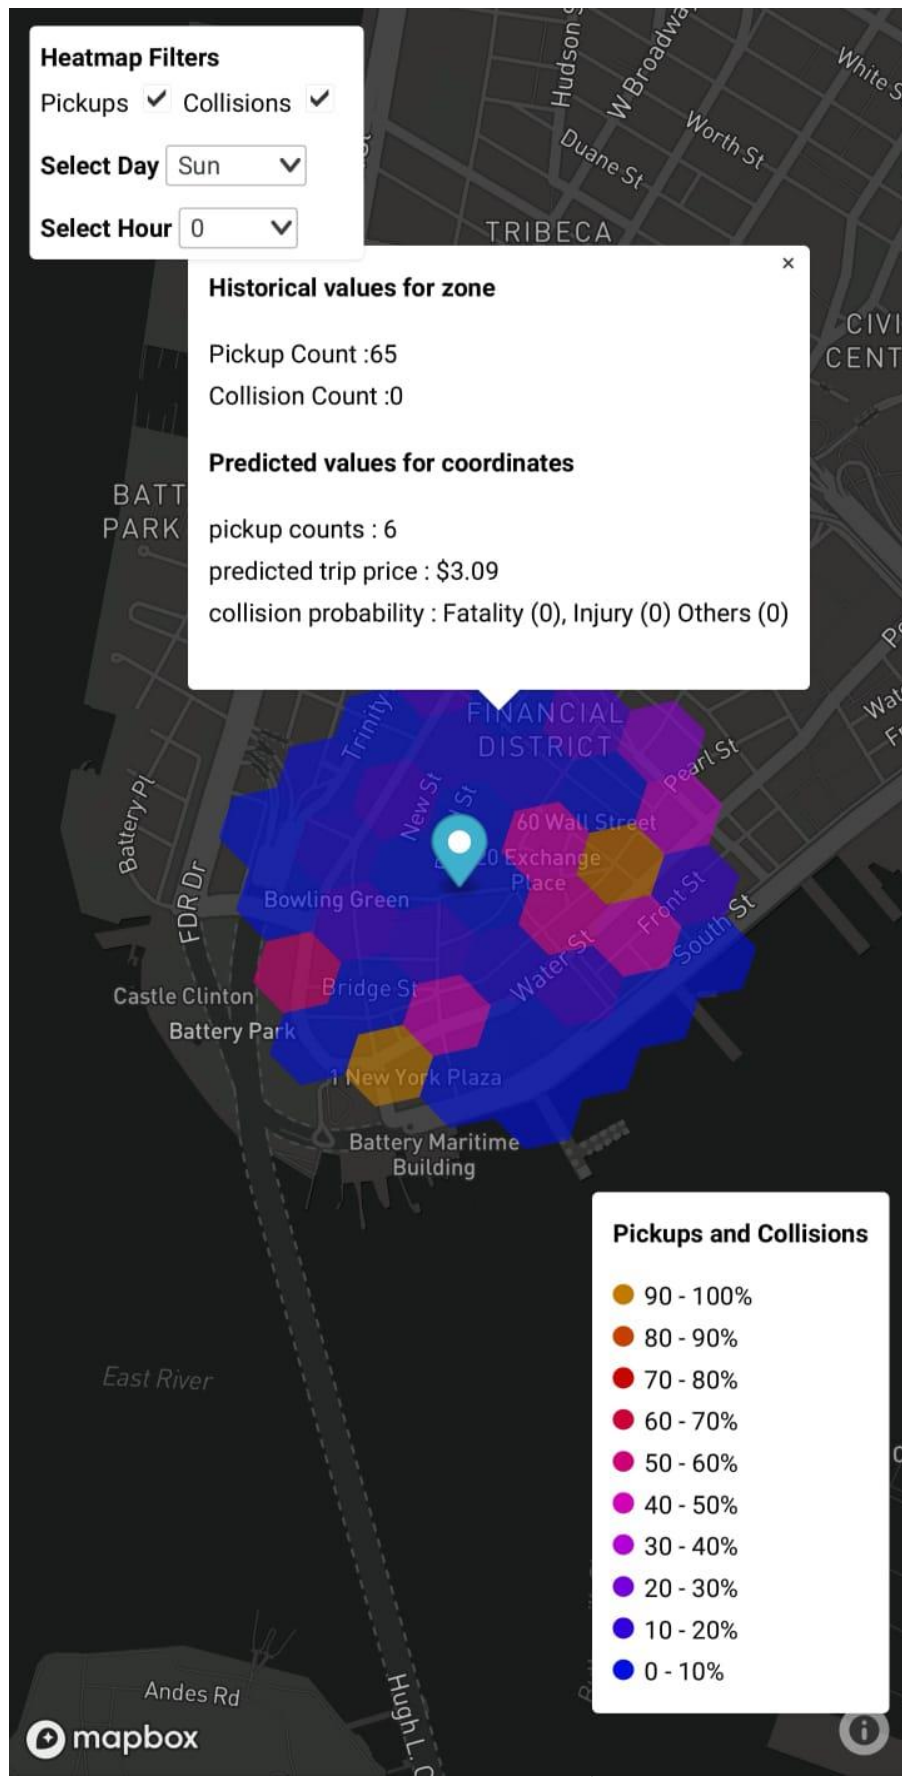 Heatmap Filters
Pickups Collisions
Select Day Sun
Select Hour 0
Hudson
W Broadway
White S
Worth St
Duane St
TRIBECA
CIVI
CENT
×
Historical values for zone
Pickup Count :65
Collision Count :0
Predicted values for coordinates
pickup counts : 6
predicted trip price : $3.09
collision probability : Fatality (0), Injury (0) Others (0)
BATT
PARK
Trinity
FINANCIAL
DISTRICT
Pearl St
Wat
Battery Pl
New St
60 Wall Street
20 Exchange
Place
Front St
South St
Bowling Green
FDR Dr
Water St
Castle Clinton
Bridge St
Battery Park
1 New York Plaza
Battery Maritime
Building
Pickups and Collisions
90 - 100%
80 - 90%
70 - 80%
60 - 70%
50 - 60%
40 - 50%
30 - 40%
20 - 30%
10 - 20%
0 - 10%
East River
Andes Rd
Hugh L.
mapbox